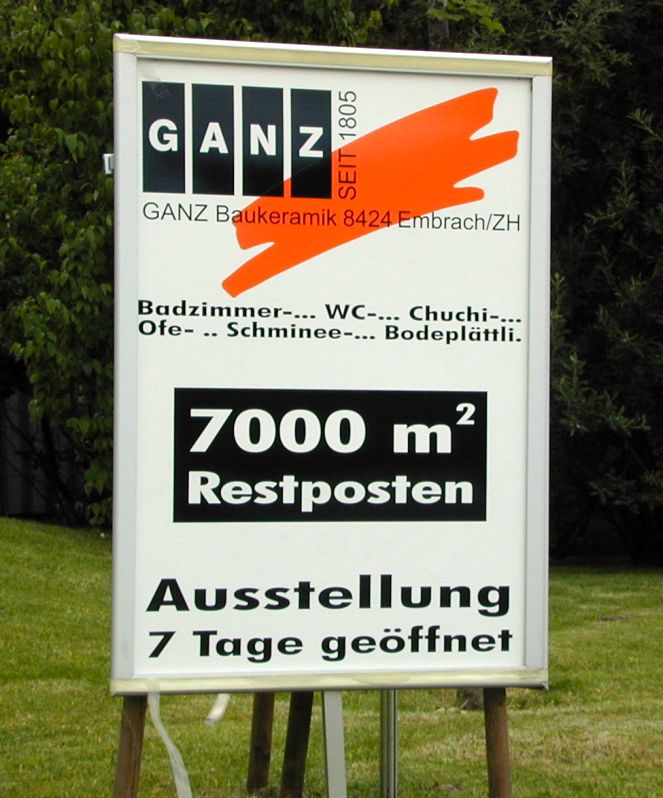 GANZ
SEIT 1805
GANZ Baukeramik 8424 Embrach/ZH
Badzimmer-... WC-... Chuchi-...
Ofe- .. Schminee-... Bodeplättli.
7000 m²
Restposten
Ausstellung
7 Tage geöffnet